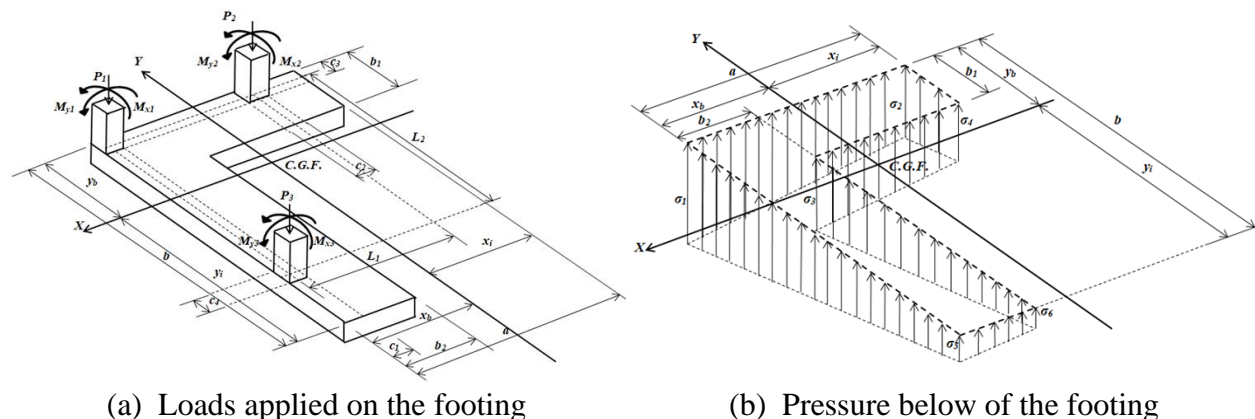 P2
My2
Mx2
c3
b1
P1
Y
My1
Mx1
L2
C.G.F.
c2
yb
P3
X
My3
Mx3
xi
b
yi
L1
c4
xb
a
c1
b2
(a) Loads applied on the footing
Y
xi
a
b1
yb
xb
b2
σ2
σ4
b
C.G.F.
σ1
σ3
yi
X
σ6
σ5
(b) Pressure below of the footing